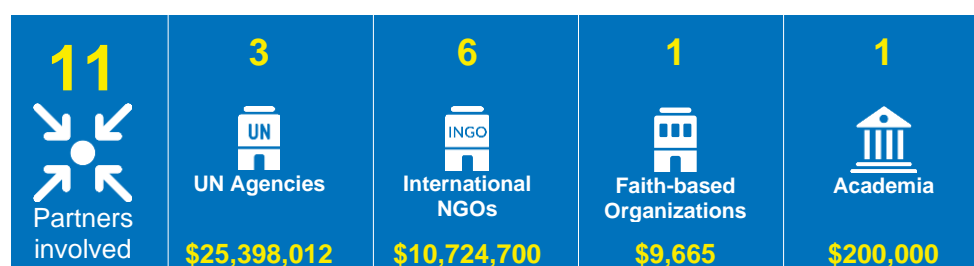 11
Partners
involved
3
UN
UN Agencies
$25,398,012
6
INGO
International
NGOs
$10,724,700
1
Faith-based
Organizations
$9,665
1
Academia
$200,000